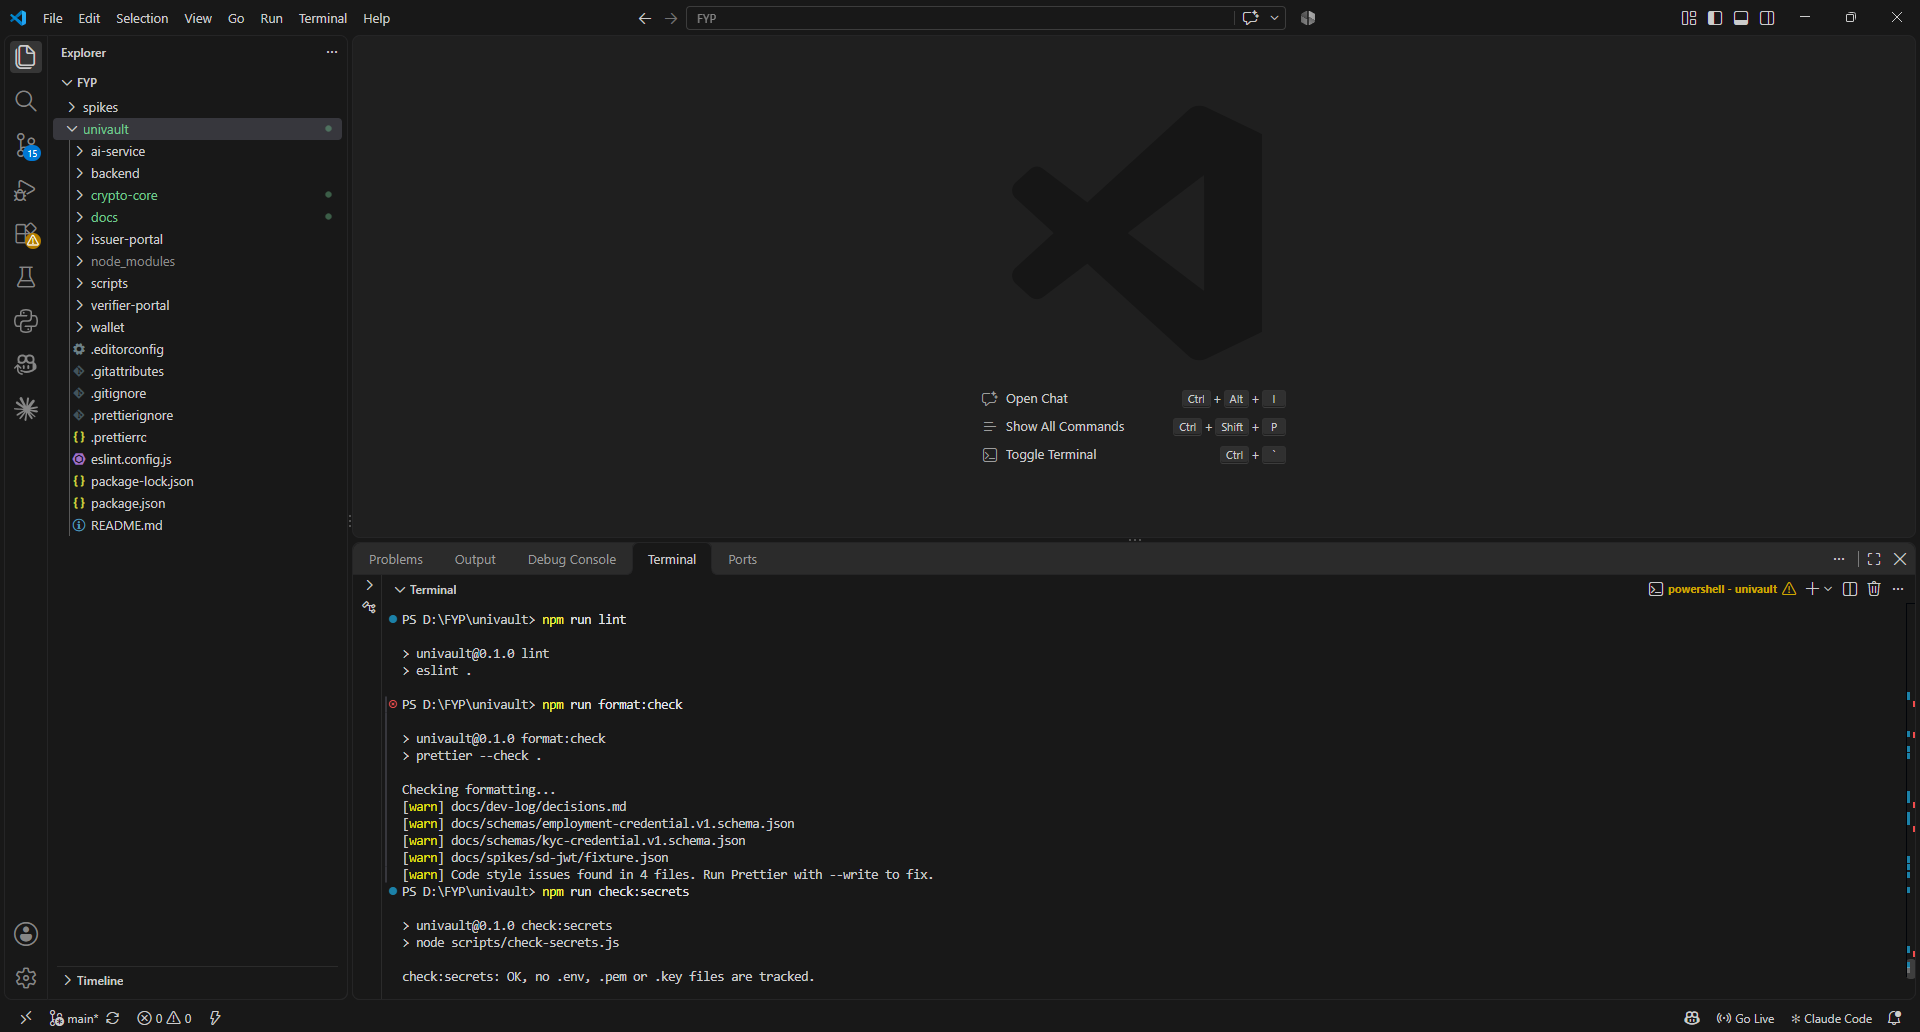 File Edit Selection View Go Run Terminal Help
FYP
Explorer
FYP
spikes
univault
ai-service
backend
crypto-core
docs
issuer-portal
node_modules
scripts
verifier-portal
wallet
.editorconfig
.gitattributes
.gitignore
.prettierignore
.prettierrc
eslint.config.js
package-lock.json
package.json
README.md
Timeline
15
Open Chat Ctrl + Alt + I
Show All Commands Ctrl + Shift + P
Toggle Terminal Ctrl + `
Problems Output Debug Console Terminal Ports
Terminal
powershell - univault
PS D:\FYP\univault> npm run lint
> univault@0.1.0 lint
> eslint .
PS D:\FYP\univault> npm run format:check
> univault@0.1.0 format:check
> prettier --check .
Checking formatting...
[warn] docs/dev-log/decisions.md
[warn] docs/schemas/employment-credential.v1.schema.json
[warn] docs/schemas/kyc-credential.v1.schema.json
[warn] docs/spikes/sd-jwt/fixture.json
[warn] Code style issues found in 4 files. Run Prettier with --write to fix.
PS D:\FYP\univault> npm run check:secrets
> univault@0.1.0 check:secrets
> node scripts/check-secrets.js
check:secrets: OK, no .env, .pem or .key files are tracked.
main* 0 0
Go Live Claude Code